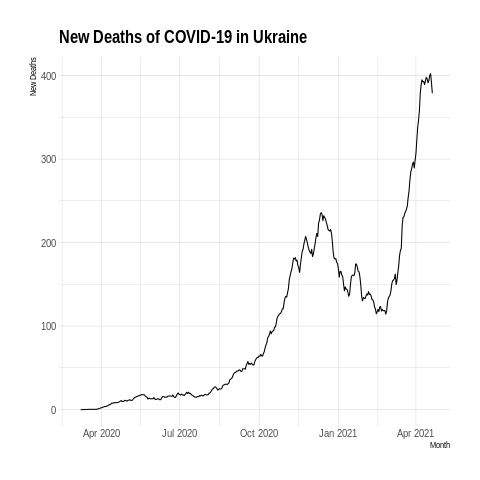 New Deaths of COVID-19 in Ukraine
New Deaths
400
300
200
100
0
Apr 2020
Jul 2020
Oct 2020
Jan 2021
Apr 2021
Month